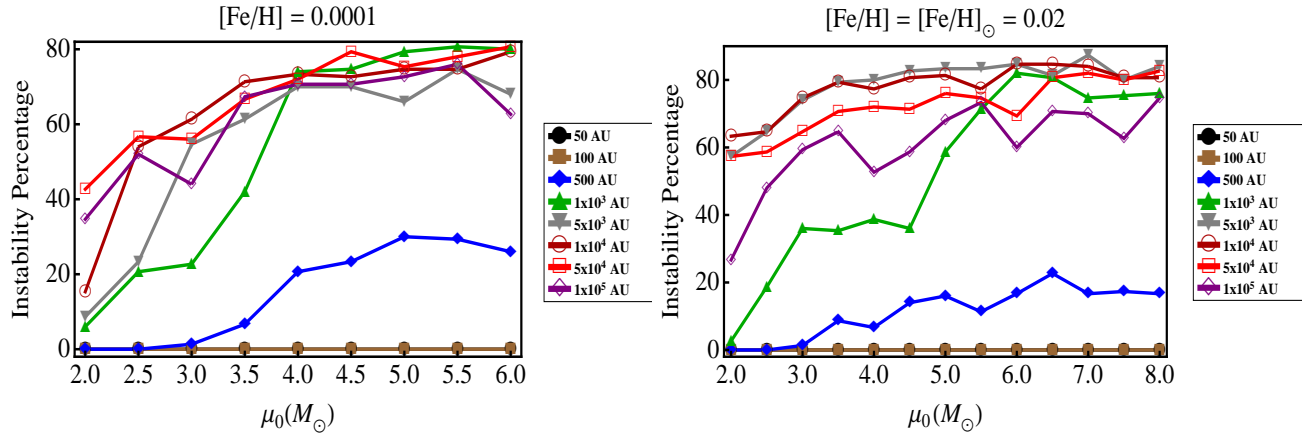 [Fe/H] = 0.0001
Instability Percentage
80
60
40
20
0
2.0 2.5 3.0 3.5 4.0 4.5 5.0 5.5 6.0
μ₀(M☉)
50 AU
100 AU
500 AU
1x10³ AU
5x10³ AU
1x10⁴ AU
5x10⁴ AU
1x10⁵ AU
[Fe/H] = [Fe/H]☉ = 0.02
Instability Percentage
80
60
40
20
0
2.0 3.0 4.0 5.0 6.0 7.0 8.0
μ₀(M☉)
50 AU
100 AU
500 AU
1x10³ AU
5x10³ AU
1x10⁴ AU
5x10⁴ AU
1x10⁵ AU